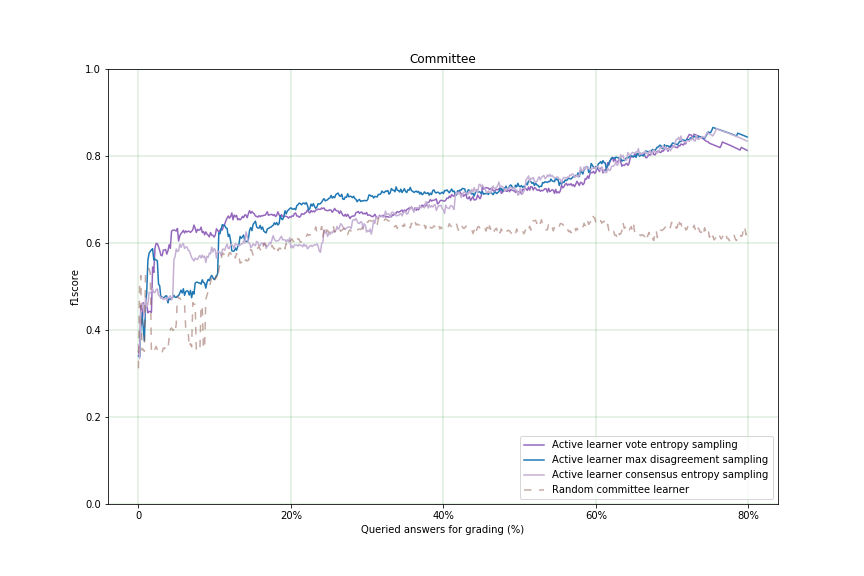 Committee
1.0
0.8
0.6
0.4
0.2
0.0
f1score
0
20%
40%
60%
80%
Queried answers for grading (%)
Active learner vote entropy sampling
Active learner max disagreement sampling
Active learner consensus entropy sampling
Random committee learner